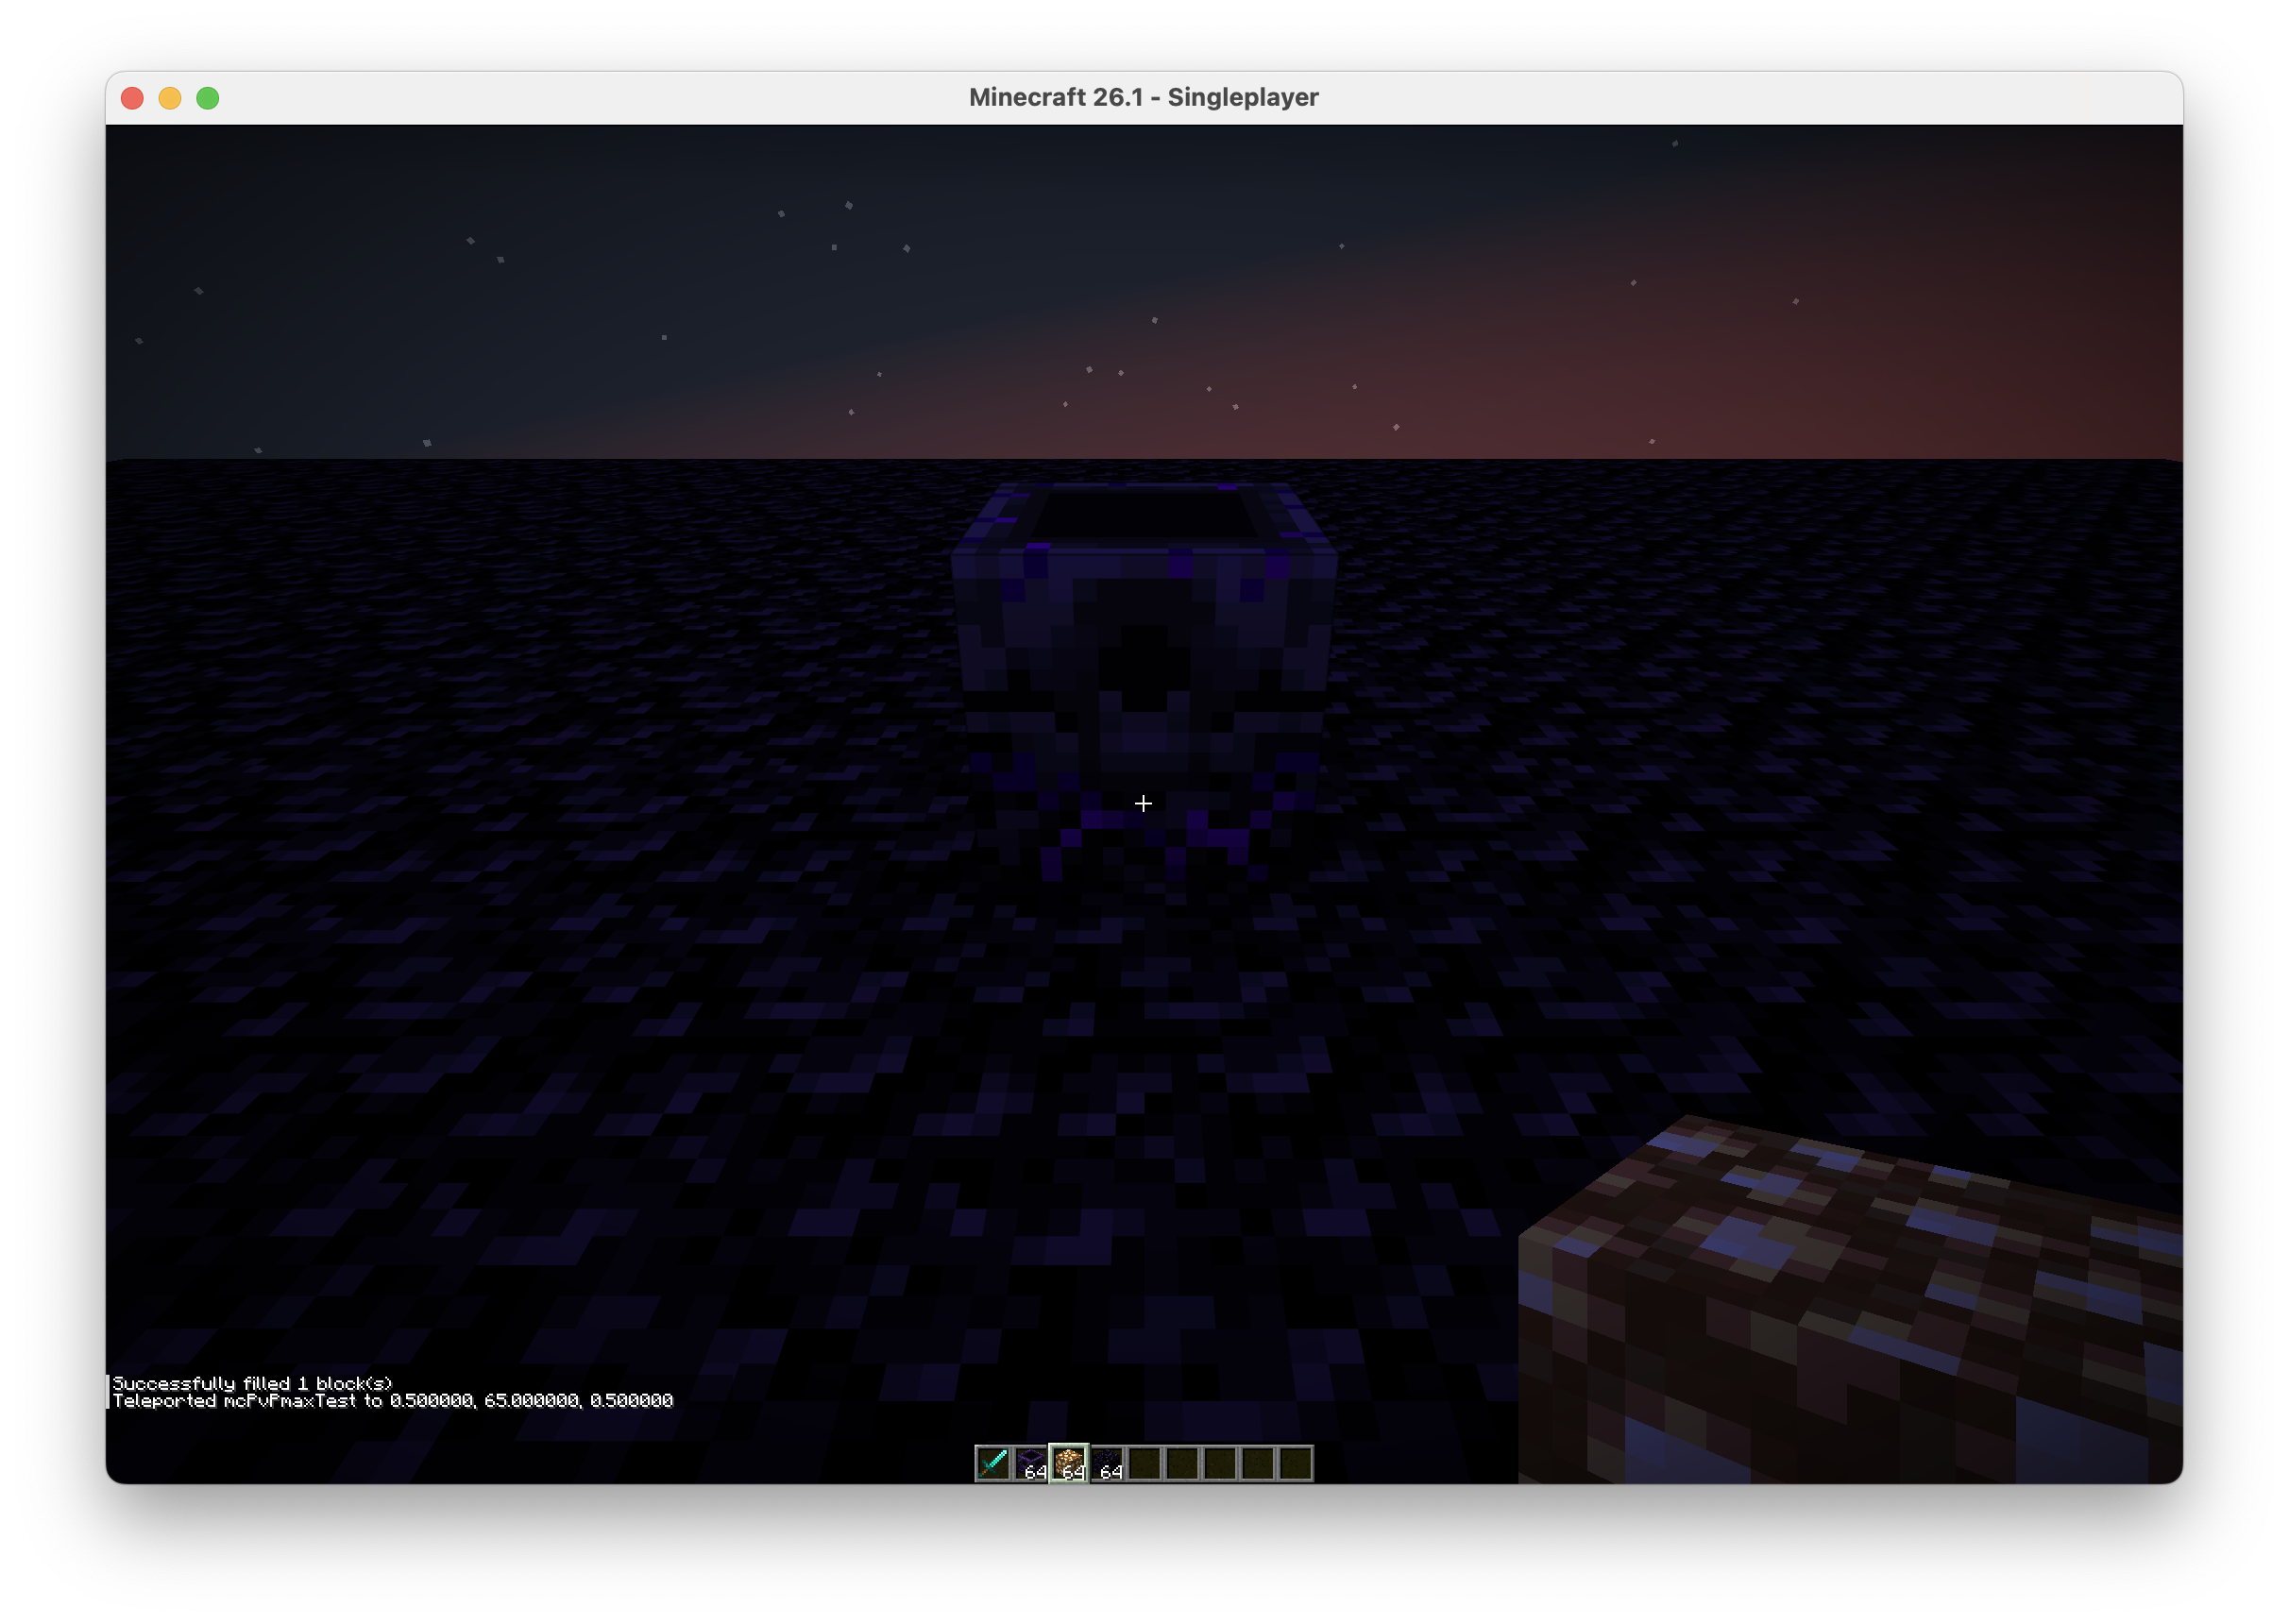 Minecraft 26.1 - Singleplayer
Successfully filled 1 block(s)
Teleported mcPvPmaxTest to 0.500000, 65.000000, 0.500000
64 64 64